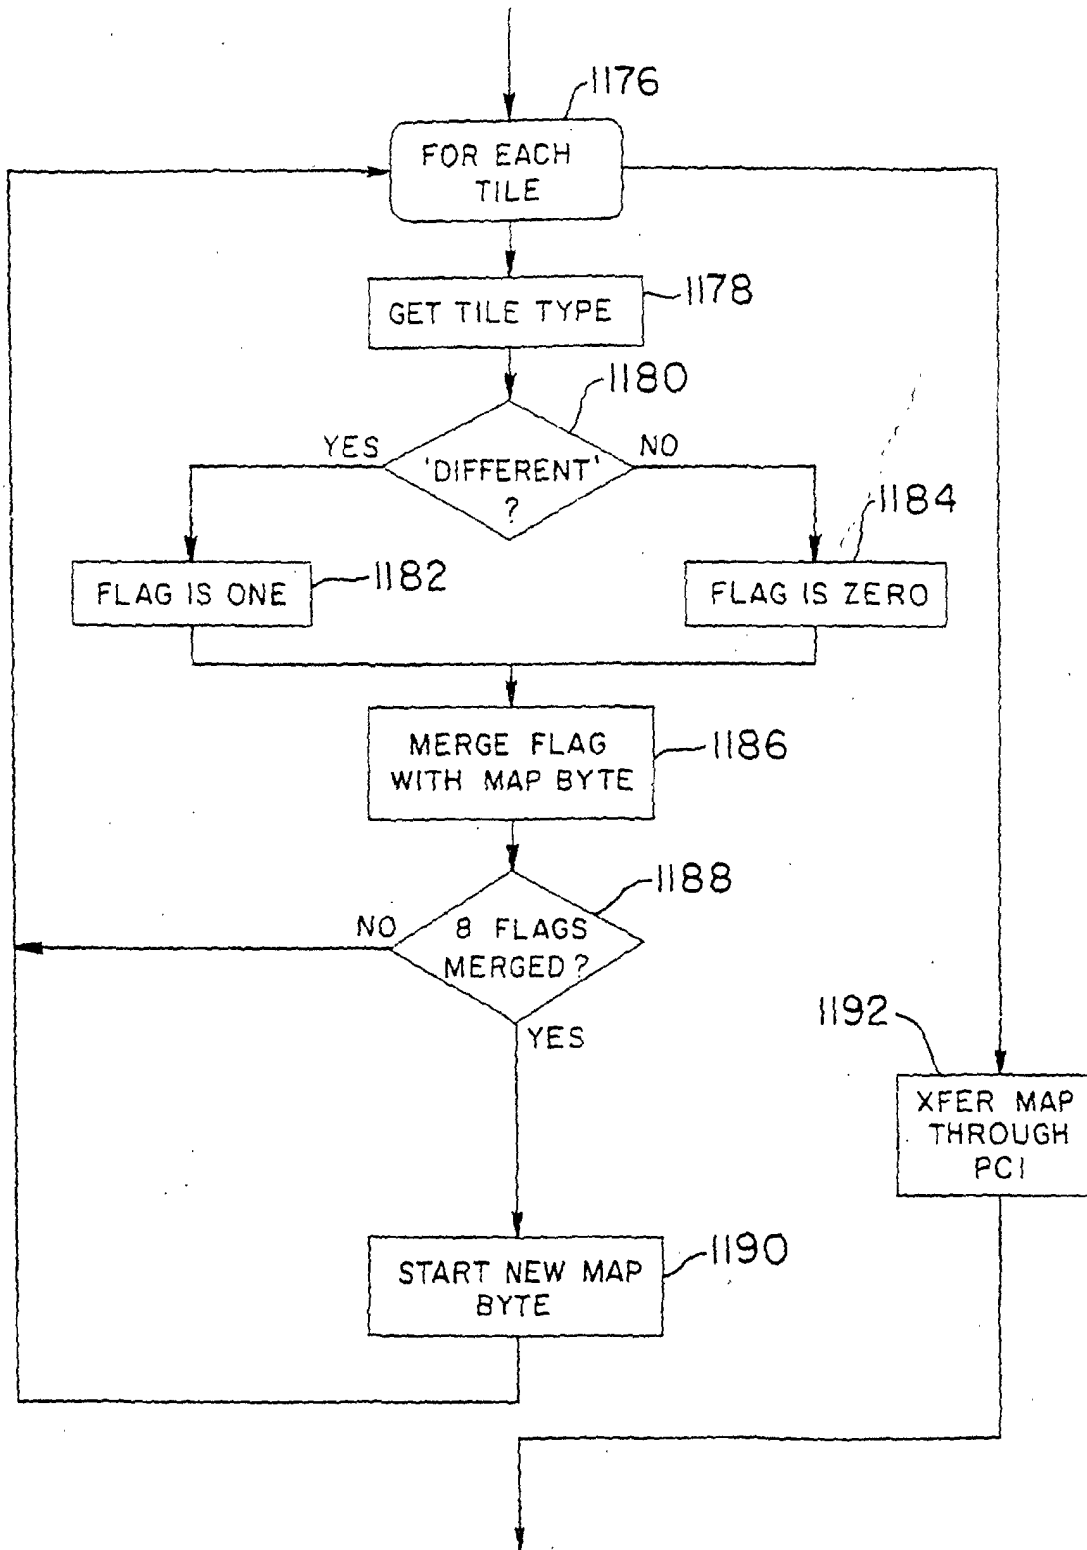 1176
FOR EACH
TILE
1178
GET TILE TYPE
1180
YES
NO
'DIFFERENT'
?
1184
1182
FLAG IS ONE
FLAG IS ZERO
MERGE FLAG
WITH MAP BYTE
1186
1188
NO
8 FLAGS
MERGED?
YES
1192
XFER MAP
THROUGH
PCI
1190
START NEW MAP
BYTE